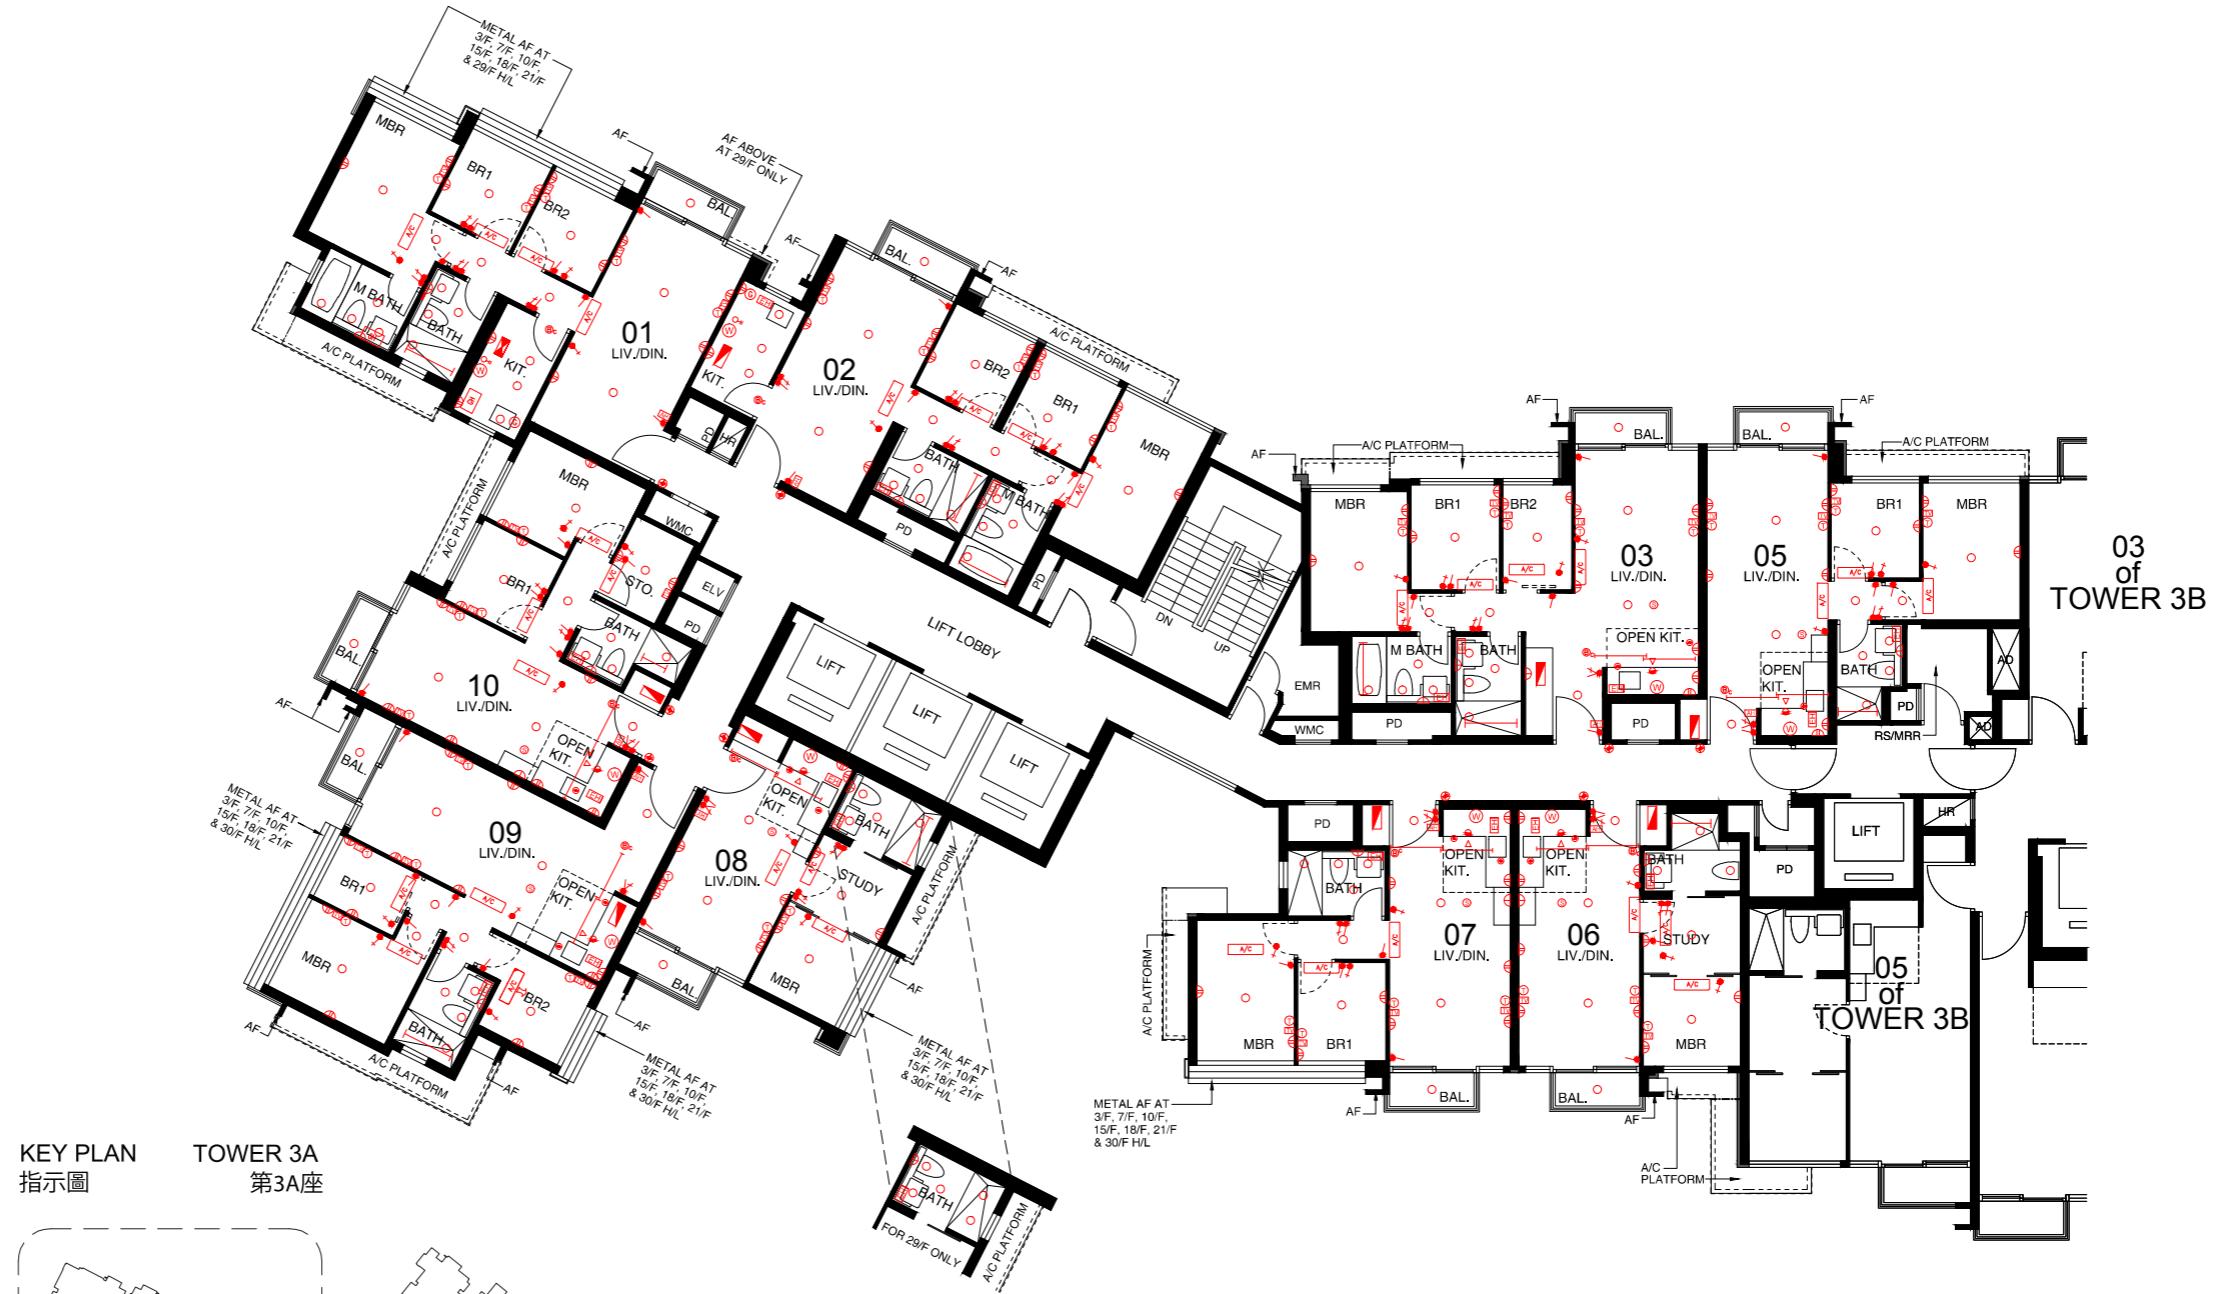 METAL AF AT
3/F, 7/F, 10/F,
15/F, 18/F, 21/F
& 29/F H/L
AF
AF ABOVE
AT 29/F ONLY
MBR
BR1
BR2
BAL.
AF
M BATH
BATH
A/C PLATFORM
KIT.
01
LIV./DIN.
KIT.
PD
HR
BAL.
AF
02
LIV./DIN.
A/C PLATFORM
BR2
BR1
MBR
BATH
M BATH
PD
PD
DN
UP
LIFT LOBBY
LIFT
LIFT
LIFT
EMR
WMC
AF
A/C PLATFORM
AF
BAL.
MBR
BR1
BR2
03
LIV./DIN.
OPEN KIT.
M BATH
BATH
PD
PD
BAL.
AF
A/C PLATFORM
05
LIV./DIN.
BR1
MBR
OPEN
KIT.
BATH
PD
RS/MRR
AD
AD
03
of
TOWER 3B
A/C PLATFORM
MBR
BR1
WMC
STO.
ELV
PD
BATH
BAL.
AF
10
LIV./DIN.
OPEN
KIT.
BAL.
METAL AF AT
3/F, 7/F, 10/F,
15/F, 18/F, 21/F
& 30/F H/L
09
LIV./DIN.
OPEN
KIT.
BR1
MBR
BATH
BR2
AF
A/C PLATFORM
AF
AF
METAL AF AT
3/F, 7/F, 10/F,
15/F, 18/F, 21/F
& 30/F H/L
08
LIV./DIN.
OPEN
KIT.
BATH
STUDY
A/C PLATFORM
MBR
BAL.
AF
METAL AF AT
3/F, 7/F, 10/F,
15/F, 18/F, 21/F
& 30/F H/L
BATH
FOR 29/F ONLY
A/C PLATFORM
PD
BATH
OPEN
KIT.
07
LIV./DIN.
A/C PLATFORM
MBR
BR1
BAL.
AF
METAL AF AT
3/F, 7/F, 10/F,
15/F, 18/F, 21/F
& 30/F H/L
OPEN
KIT.
06
LIV./DIN.
BATH
STUDY
MBR
BAL.
AF
A/C
PLATFORM
PD
LIFT
HR
05
of
TOWER 3B
KEY PLAN
指示圖
TOWER 3A
第3A座